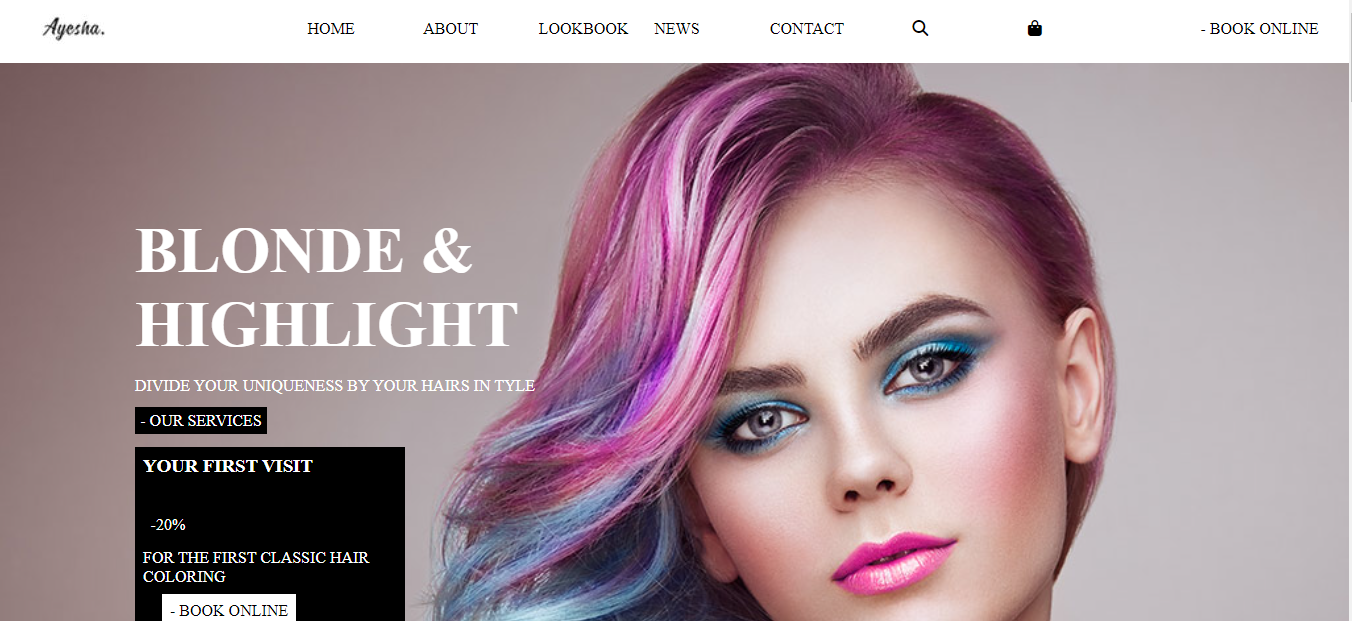 Ayesha.
HOME ABOUT LOOKBOOK NEWS CONTACT - BOOK ONLINE
BLONDE &
HIGHLIGHT
DIVIDE YOUR UNIQUENESS BY YOUR HAIRS IN TYLE
- OUR SERVICES
YOUR FIRST VISIT
-20%
FOR THE FIRST CLASSIC HAIR
COLORING
- BOOK ONLINE